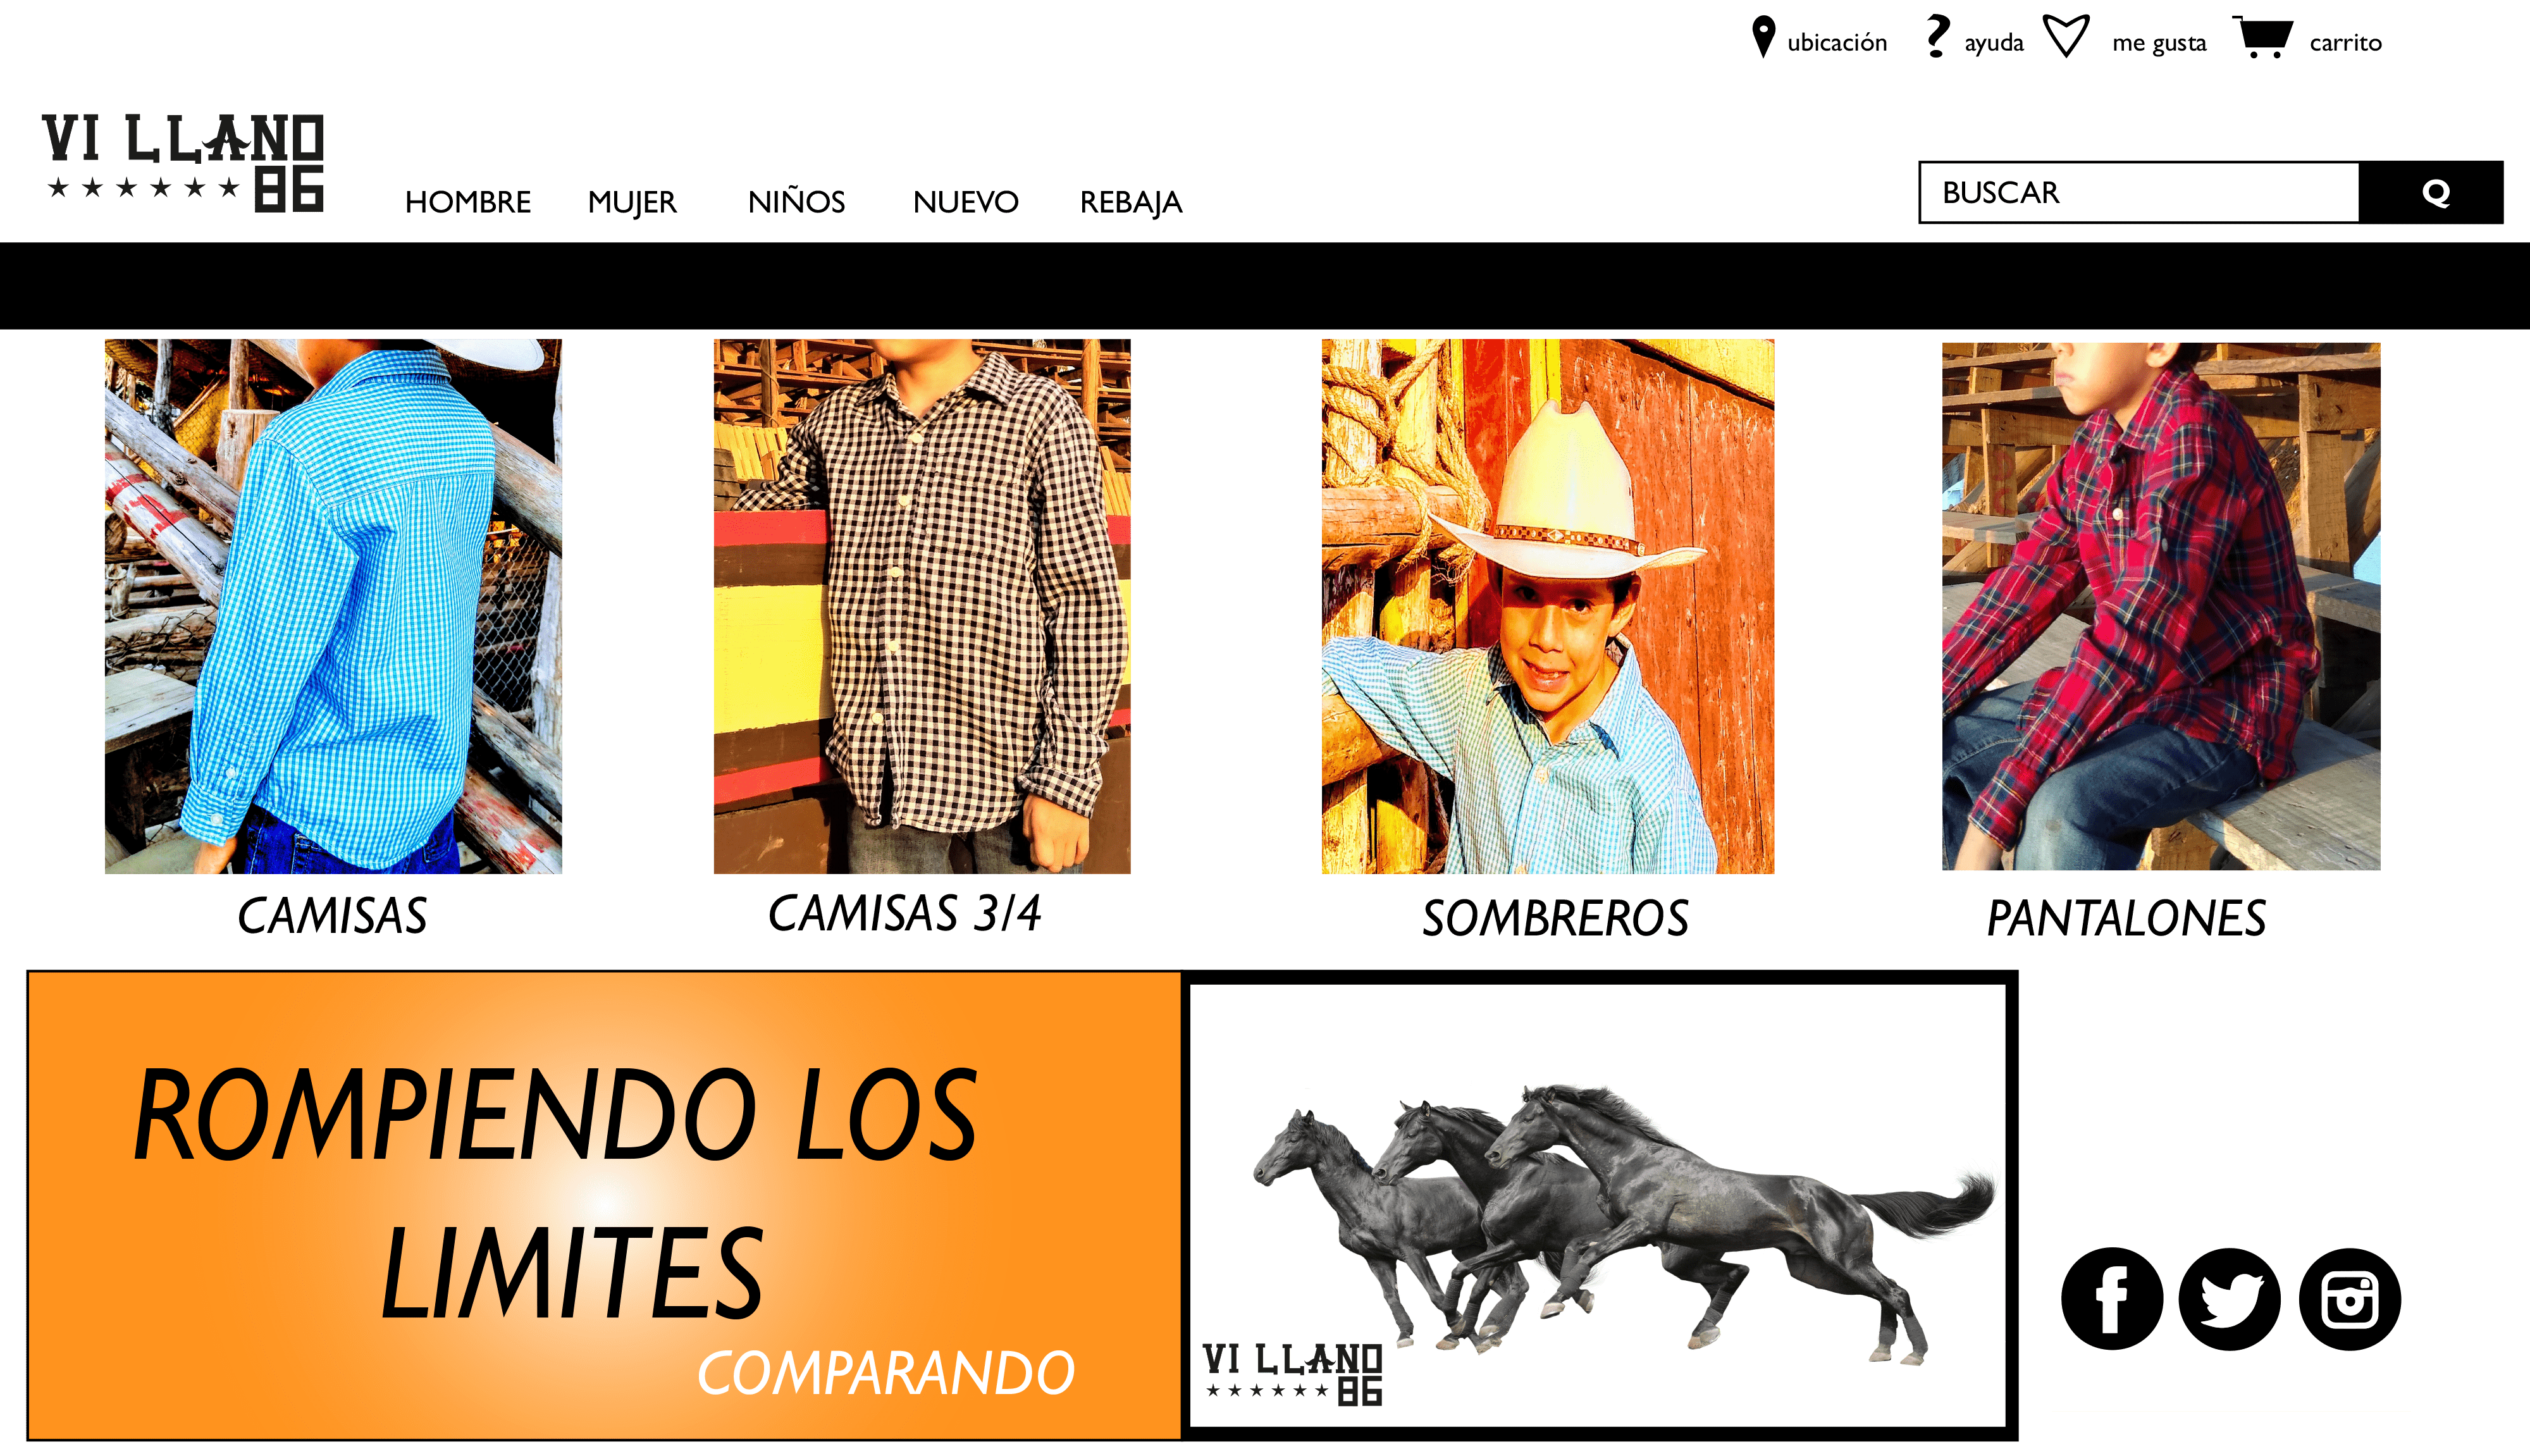 ubicación ayuda me gusta carrito
VI LLANO
86
HOMBRE MUJER NIÑOS NUEVO REBAJA
BUSCAR Q
CAMISAS CAMISAS 3/4 SOMBREROS PANTALONES
ROMPIENDO LOS
LIMITES
COMPARANDO
VI LLANO
86